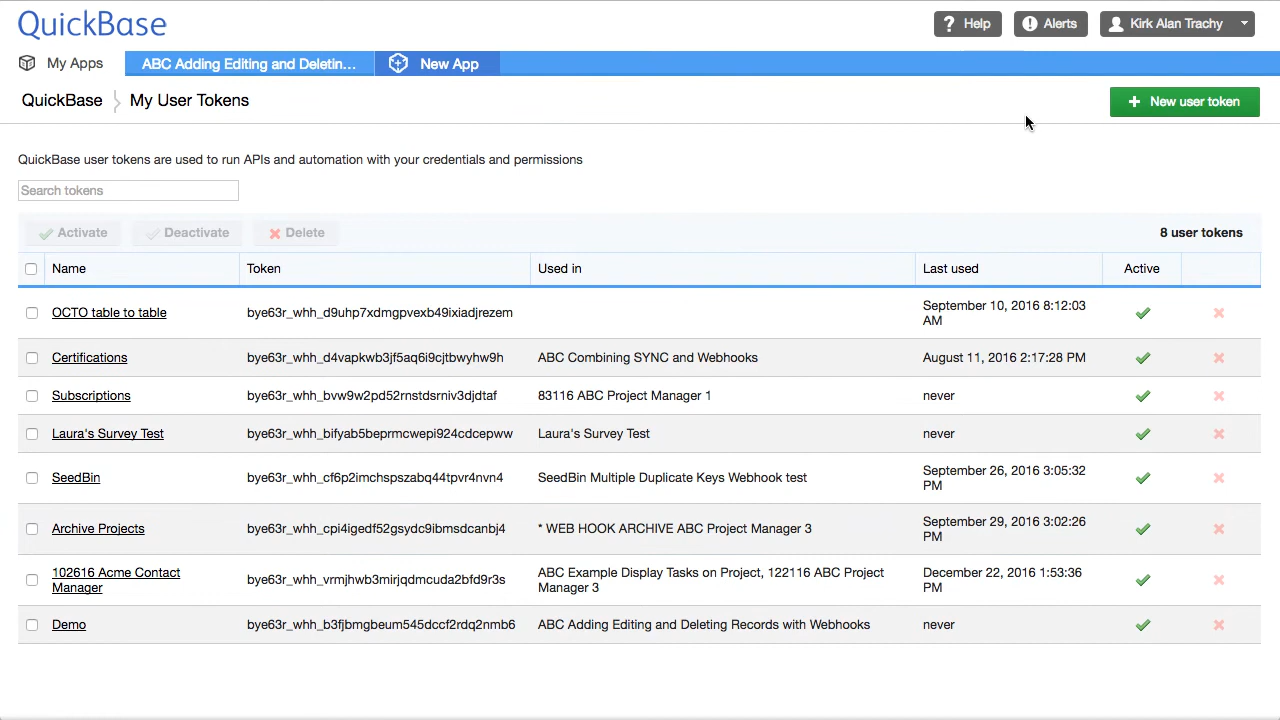 QuickBase
Help
Alerts
Kirk Alan Trachy
My Apps
ABC Adding Editing and Deletin...
New App
QuickBase
My User Tokens
New user token
QuickBase user tokens are used to run APIs and automation with your credentials and permissions
Search tokens
Activate
Deactivate
Delete
8 user tokens
Name
Token
Used in
Last used
Active
OCTO table to table
bye63r_whh_d9uhp7xdmgpvexb49ixiadjrezem
September 10, 2016 8:12:03
AM
Certifications
bye63r_whh_d4vapkwb3jf5aq6i9cjtbwyhw9h
ABC Combining SYNC and Webhooks
August 11, 2016 2:17:28 PM
Subscriptions
bye63r_whh_bvw9w2pd52rnstdsrniv3djdtaf
83116 ABC Project Manager 1
never
Laura's Survey Test
bye63r_whh_bifyab5beprmcwepi924cdcepww
Laura's Survey Test
never
SeedBin
bye63r_whh_cf6p2imchspszabq44tpvr4nvn4
SeedBin Multiple Duplicate Keys Webhook test
September 26, 2016 3:05:32
PM
Archive Projects
bye63r_whh_cpi4igedf52gsydc9ibmsdcanbj4
* WEB HOOK ARCHIVE ABC Project Manager 3
September 29, 2016 3:02:26
PM
102616 Acme Contact
Manager
bye63r_whh_vrmjhwb3mirjqdmcuda2bfd9r3s
ABC Example Display Tasks on Project, 122116 ABC Project
Manager 3
December 22, 2016 1:53:36
PM
Demo
bye63r_whh_b3fjbmgbeum545dccf2rdq2nmb6
ABC Adding Editing and Deleting Records with Webhooks
never